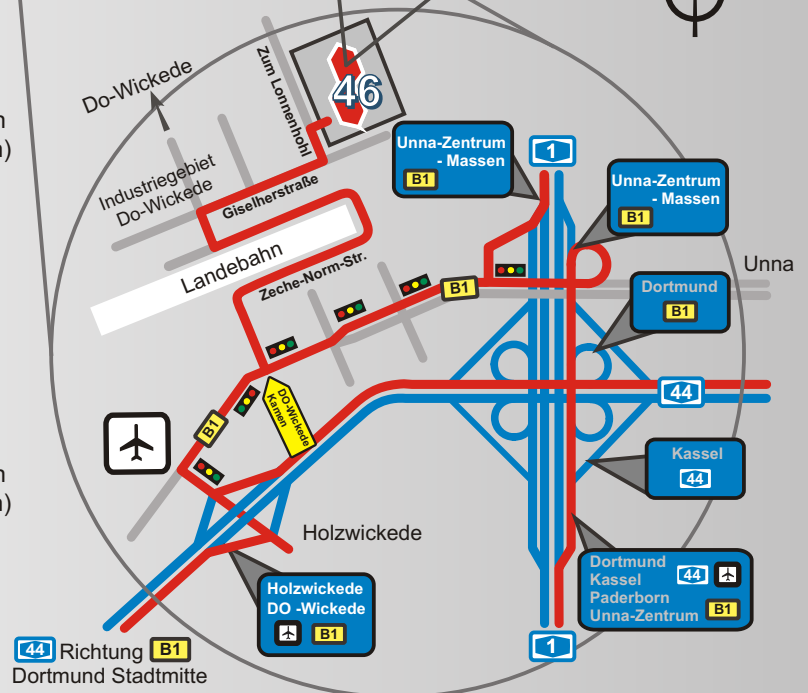 Zum Lonnenhohl
46
Do-Wickede
n
n)
Industriegebiet
Do-Wickede
Giselherstraße
Landebahn
Zeche-Norm-Str.
Unna-Zentrum
- Massen
B1
1
Unna-Zentrum
- Massen
B1
Unna
Dortmund
B1
B1
44
DO-Wickede
Kamen
B1
n
n)
Kassel
44
Holzwickede
Dortmund
Kassel
Paderborn
Unna-Zentrum
44
B1
Holzwickede
DO -Wickede
B1
1
44 Richtung B1
Dortmund Stadtmitte